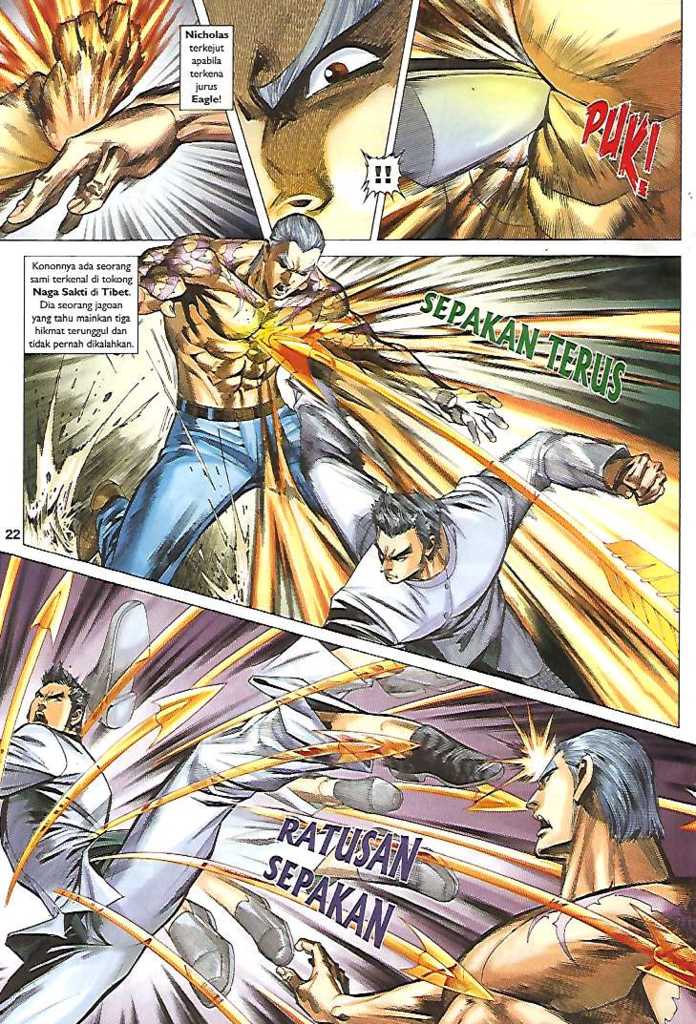 Nicholas
terkejut
apabila
terkena
jurus
Eagle!
!!
PUK!
Kononnya ada seorang
sami terkenal di tokong
Naga Sakti di Tibet.
Dia seorang jagoan
yang tahu mainkan tiga
hikmat terunggul dan
tidak pernah dikalahkan.
SEPAKAN TERUS
22
RATUSAN
SEPAKAN